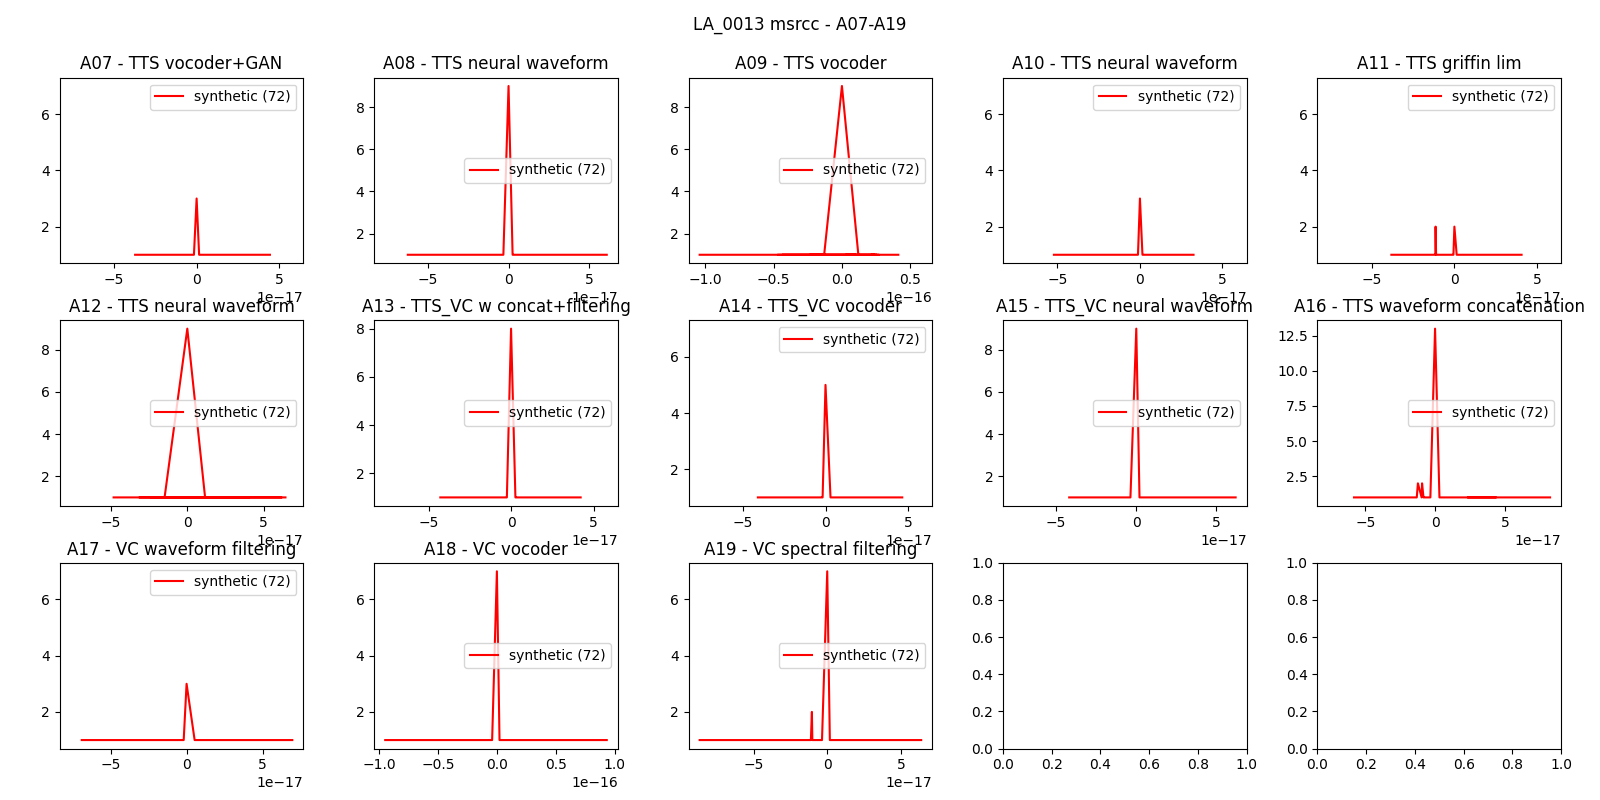 LA_0013 msrcc - A07-A19
A07 - TTS vocoder+GAN
synthetic (72)
6
4
2
−5 0 5
1e−17
A08 - TTS neural waveform
synthetic (72)
8
6
4
2
−5 0 5
1e−17
A09 - TTS vocoder
synthetic (72)
8
6
4
2
−1.0 −0.5 0.0 0.5
1e−16
A10 - TTS neural waveform
synthetic (72)
6
4
2
−5 0 5
1e−17
A11 - TTS griffin lim
synthetic (72)
6
4
2
−5 0 5
1e−17
A12 - TTS neural waveform
synthetic (72)
8
6
4
2
−5 0 5
1e−17
A13 - TTS_VC w concat+filtering
synthetic (72)
8
6
4
2
−5 0 5
1e−17
A14 - TTS_VC vocoder
synthetic (72)
6
4
2
−5 0 5
1e−17
A15 - TTS_VC neural waveform
synthetic (72)
8
6
4
2
−5 0 5
1e−17
A16 - TTS waveform concatenation
synthetic (72)
12.5
10.0
7.5
5.0
2.5
−5 0 5
1e−17
A17 - VC waveform filtering
synthetic (72)
6
4
2
−5 0 5
1e−17
A18 - VC vocoder
synthetic (72)
6
4
2
−1.0 −0.5 0.0 0.5 1.0
1e−16
A19 - VC spectral filtering
synthetic (72)
6
4
2
−5 0 5
1e−17
1.0
0.8
0.6
0.4
0.2
0.0
0.0 0.2 0.4 0.6 0.8 1.0
1.0
0.8
0.6
0.4
0.2
0.0
0.0 0.2 0.4 0.6 0.8 1.0